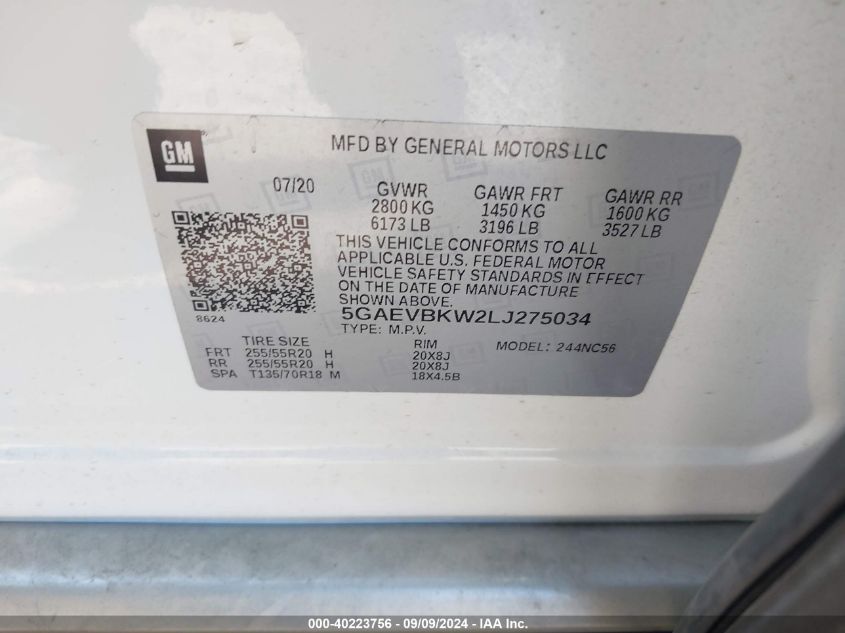 GM
MFD BY GENERAL MOTORS LLC
07/20 GVWR GAWR FRT GAWR RR
2800 KG 1450 KG 1600 KG
6173 LB 3196 LB 3527 LB
THIS VEHICLE CONFORMS TO ALL
APPLICABLE U.S. FEDERAL MOTOR
VEHICLE SAFETY STANDARDS IN EFFECT
ON THE DATE OF MANUFACTURE
SHOWN ABOVE.
8624
5GAEVBKW2LJ275034
TYPE: M.P.V.
TIRE SIZE RIM MODEL: 244NC56
FRT 255/55R20 H 20X8J
RR 255/55R20 H 20X8J
SPA T135/70R18 M 18X4.5B
000-40223756 - 09/09/2024 - IAA Inc.